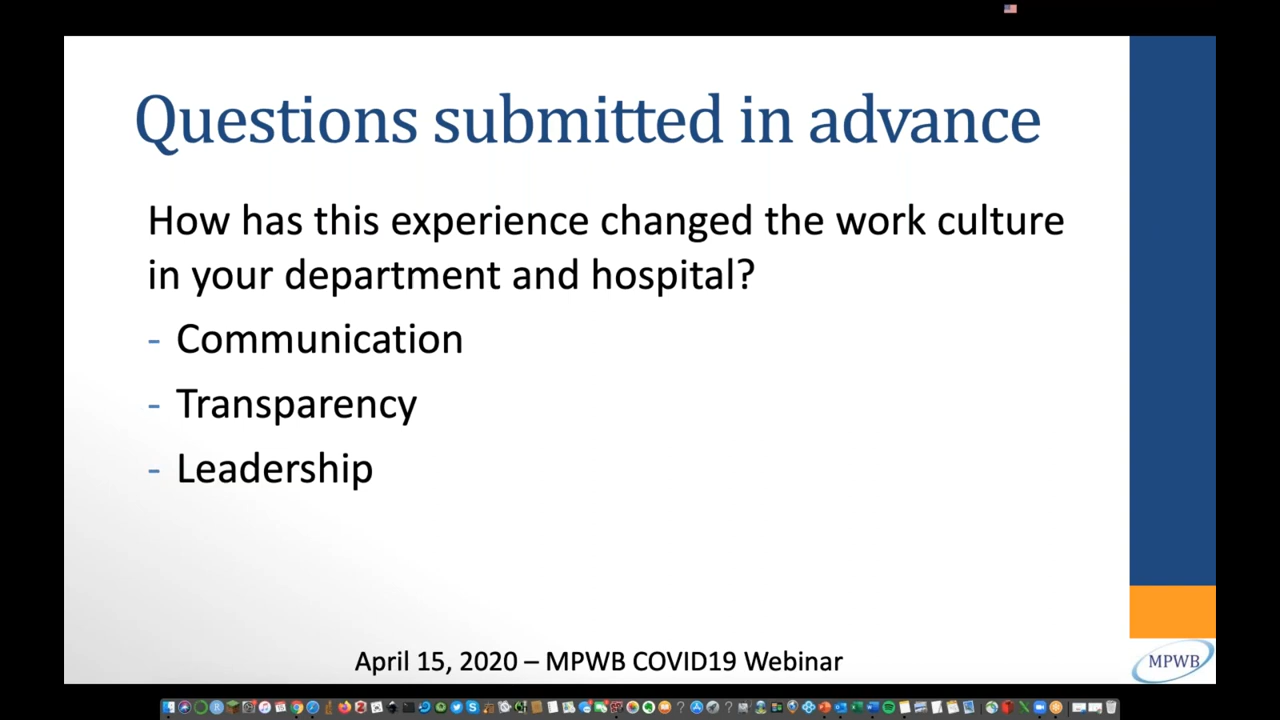 Questions submitted in advance
How has this experience changed the work culture
in your department and hospital?
- Communication
- Transparency
- Leadership
April 15, 2020 – MPWB COVID19 Webinar
MPWB